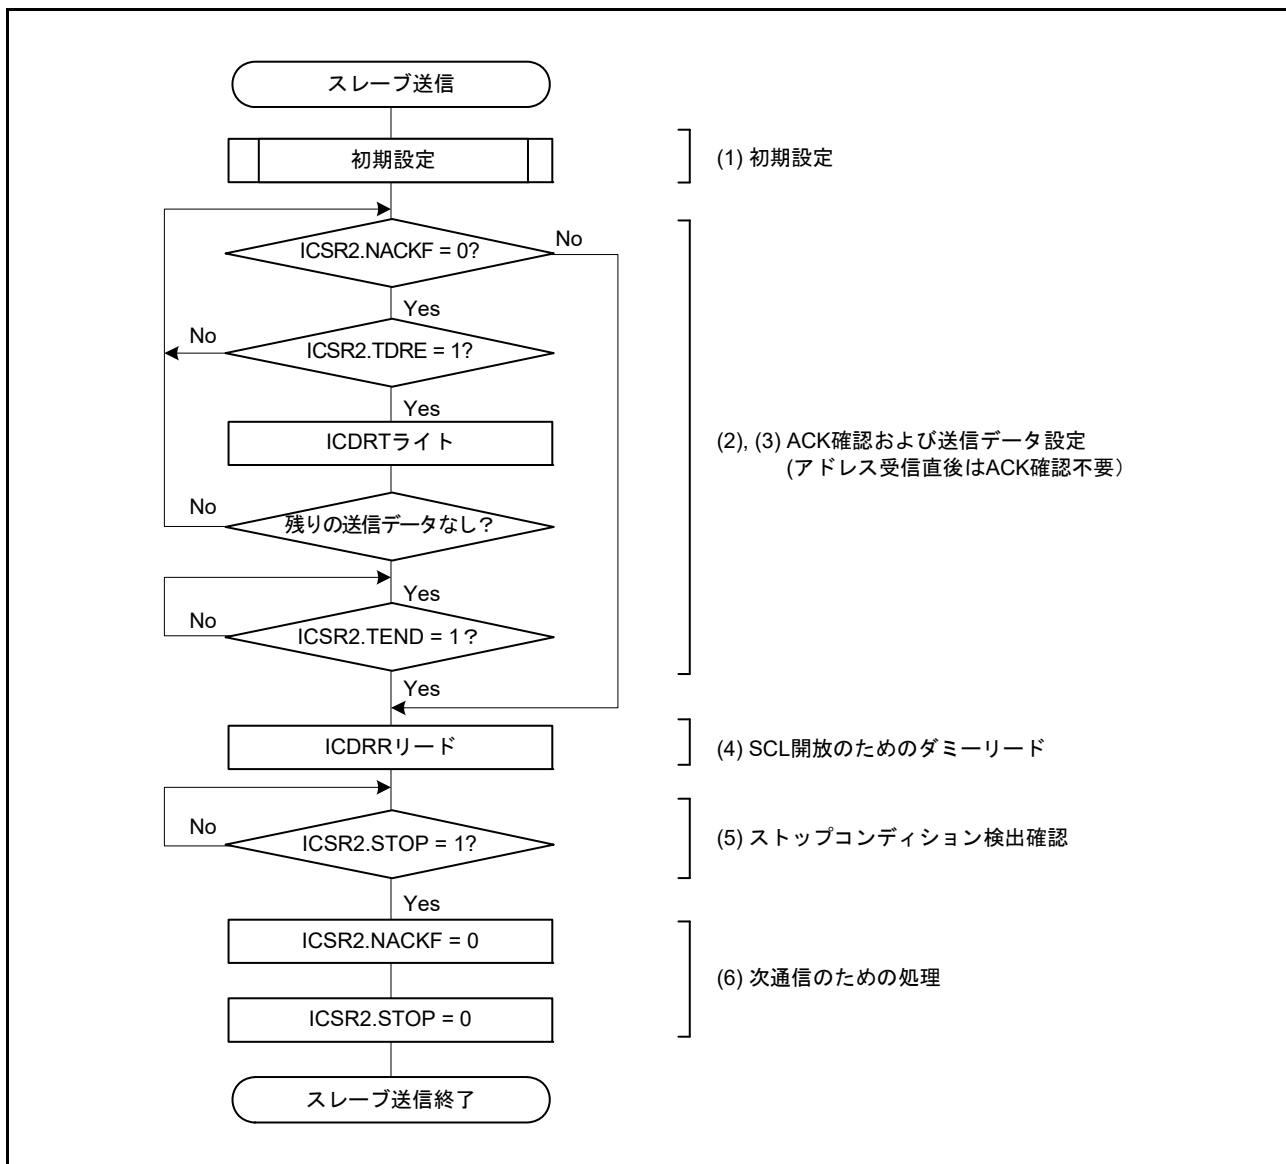 スレーブ送信
初期設定
(1) 初期設定
ICSR2.NACKF = 0?
No
Yes
No
ICSR2.TDRE = 1?
Yes
ICDRTライト
(2), (3) ACK確認および送信データ設定
(アドレス受信直後はACK確認不要）
No
残りの送信データなし？
Yes
No
ICSR2.TEND = 1？
Yes
ICDRRリード
(4) SCL開放のためのダミーリード
No
ICSR2.STOP = 1?
(5) ストップコンディション検出確認
Yes
ICSR2.NACKF = 0
(6) 次通信のための処理
ICSR2.STOP = 0
スレーブ送信終了